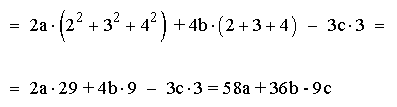 = 2a·(2² + 3² + 4²) + 4b·(2 + 3 + 4) − 3c·3 =
= 2a·29 + 4b·9 − 3c·3 = 58a + 36b - 9c